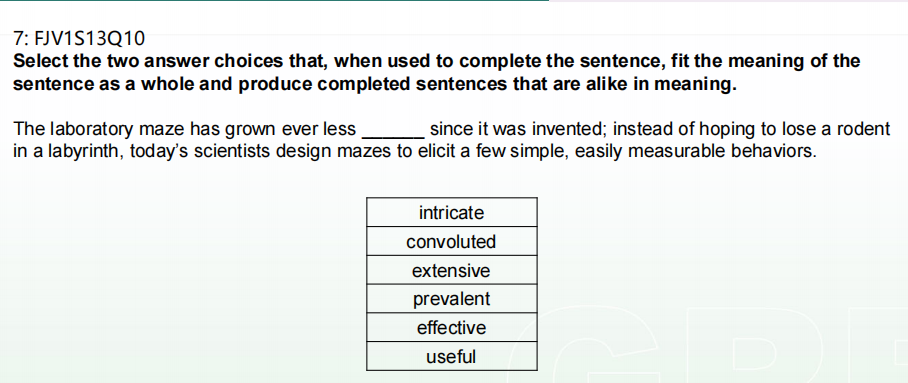 7: FJV1S13Q10
Select the two answer choices that, when used to complete the sentence, fit the meaning of the
sentence as a whole and produce completed sentences that are alike in meaning.
The laboratory maze has grown ever less ______ since it was invented; instead of hoping to lose a rodent
in a labyrinth, today's scientists design mazes to elicit a few simple, easily measurable behaviors.
intricate
convoluted
extensive
prevalent
effective
useful
GRE